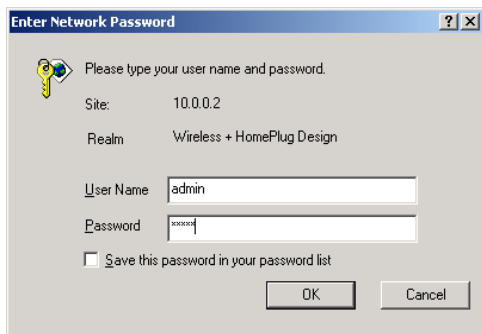 Enter Network Password
Please type your user name and password.
Site: 10.0.0.2
Realm Wireless + HomePlug Design
User Name admin
Password *****
Save this password in your password list
OK Cancel